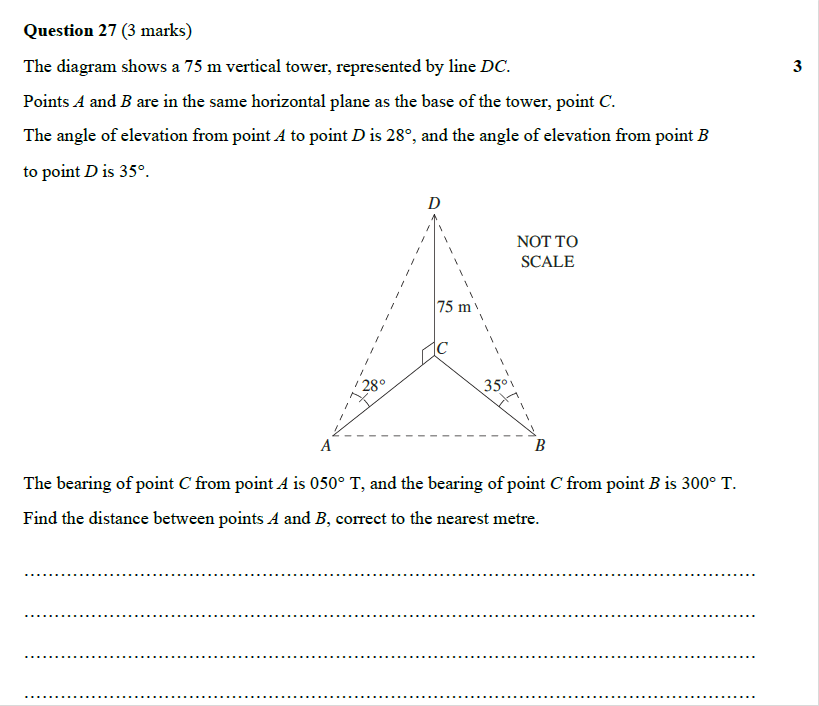 Question 27 (3 marks)
The diagram shows a 75 m vertical tower, represented by line DC. 3
Points A and B are in the same horizontal plane as the base of the tower, point C.
The angle of elevation from point A to point D is 28°, and the angle of elevation from point B
to point D is 35°.
D
NOT TO
SCALE
75 m
C
28° 35°
A B
The bearing of point C from point A is 050° T, and the bearing of point C from point B is 300° T.
Find the distance between points A and B, correct to the nearest metre.